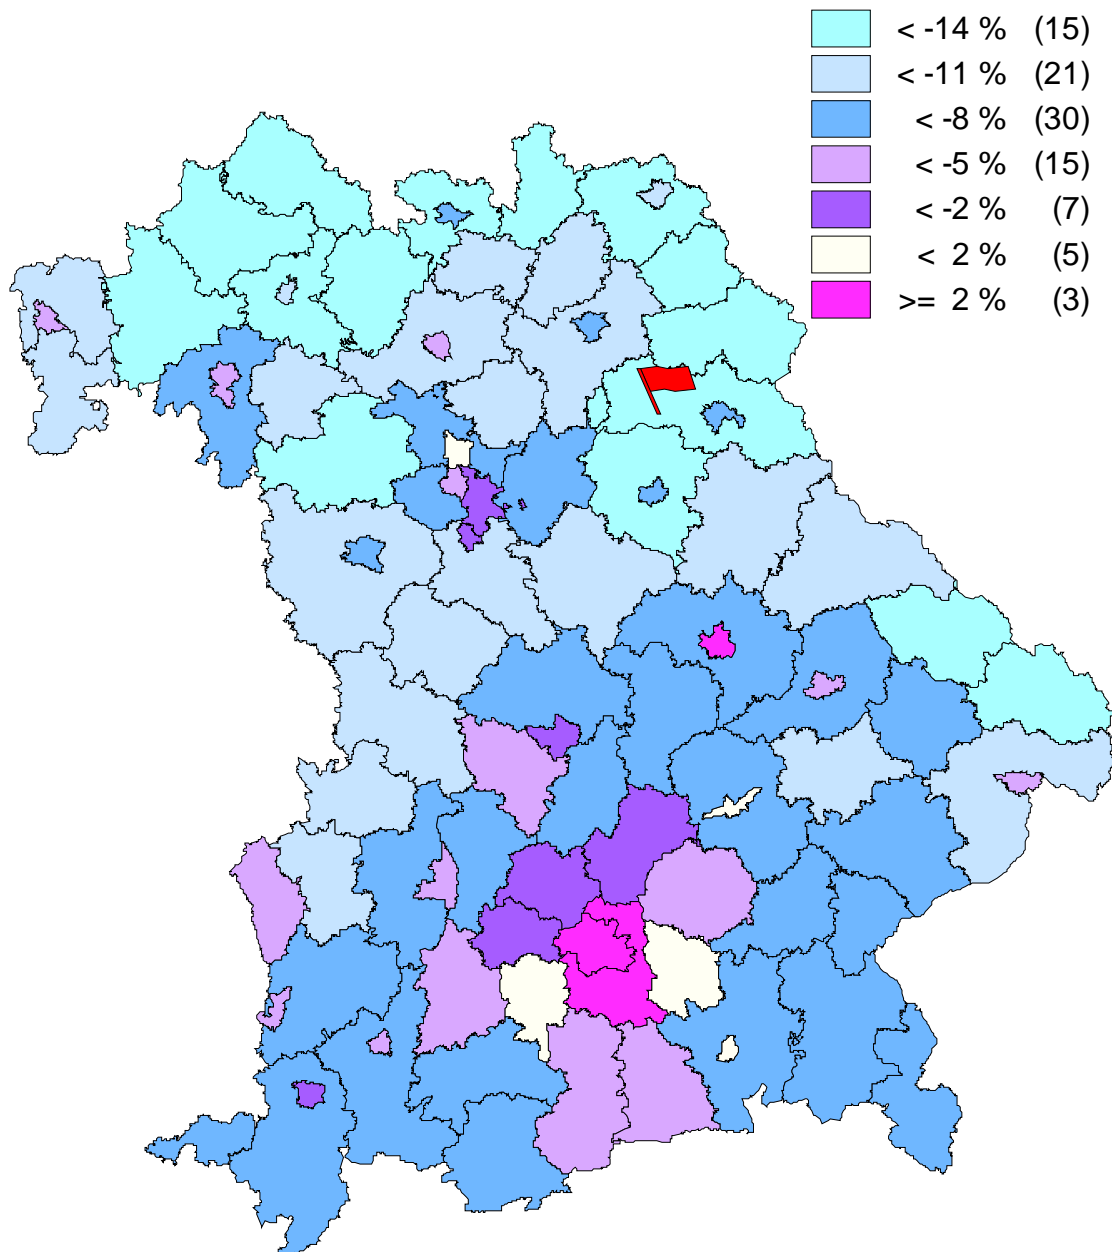 < -14 % (15)
< -11 % (21)
< -8 % (30)
< -5 % (15)
< -2 % (7)
< 2 % (5)
>= 2 % (3)